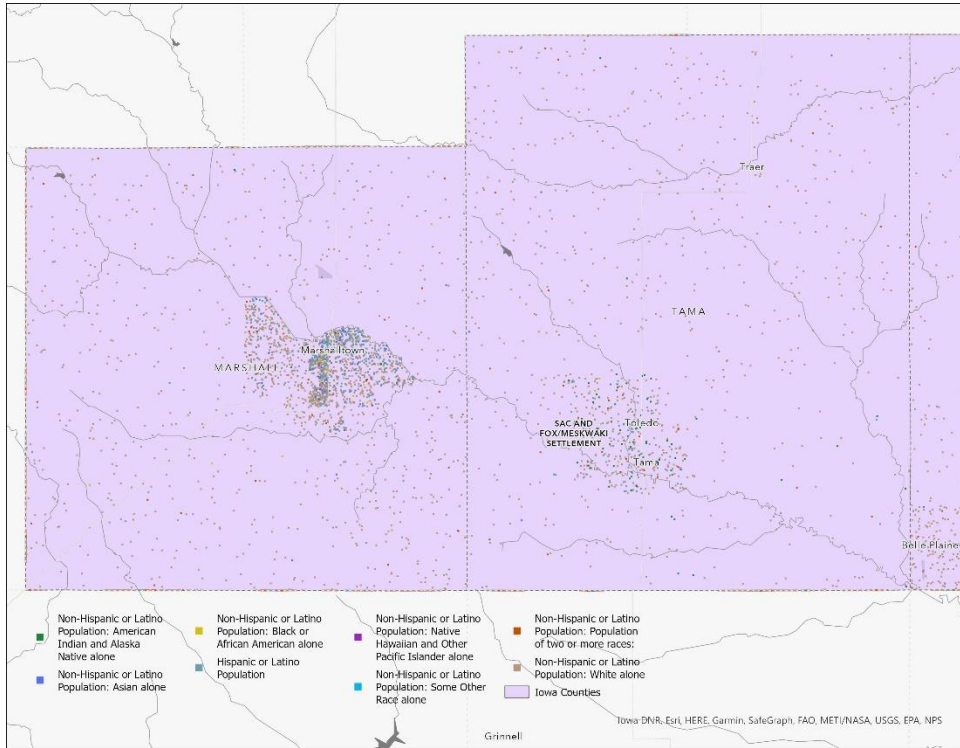 Traer
TAMA
Marshalltown
MARSHALL
SAC AND
FOX/MESKWAKI
SETTLEMENT
Toledo
Tama
Belle Plaine
Non-Hispanic or Latino
Population: American
Indian and Alaska
Native alone
Non-Hispanic or Latino
Population: Asian alone
Non-Hispanic or Latino
Population: Black or
African American alone
Hispanic or Latino
Population
Non-Hispanic or Latino
Population: Native
Hawaiian and Other
Pacific Islander alone
Non-Hispanic or Latino
Population: Some Other
Race alone
Non-Hispanic or Latino
Population: Population
of two or more races:
Non-Hispanic or Latino
Population: White alone
Iowa Counties
Iowa DNR, Esri, HERE, Garmin, SafeGraph, FAO, METI/NASA, USGS, EPA, NPS
Grinnell